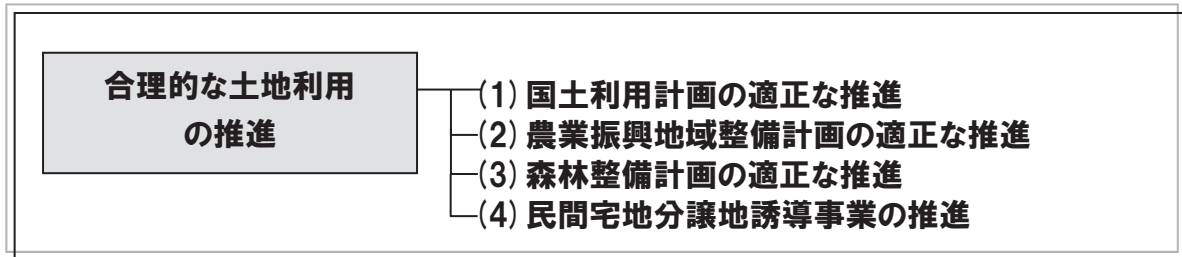 合理的な土地利用
の推進
(1) 国土利用計画の適正な推進
(2) 農業振興地域整備計画の適正な推進
(3) 森林整備計画の適正な推進
(4) 民間宅地分譲地誘導事業の推進